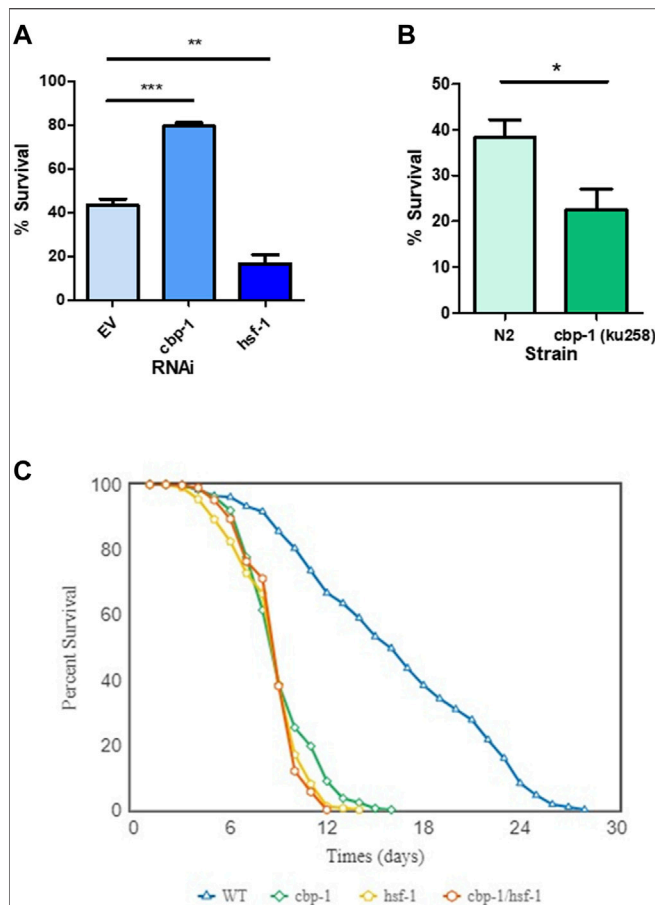 A
**
***
100
80
60
40
20
0
% Survival
EV
cbp-1
hsf-1
RNAi
B
*
50
40
30
20
10
0
% Survival
N2
cbp-1 (ku258)
Strain
C
100
80
60
40
20
0
Percent Survival
0 6 12 18 24 30
Times (days)
WT cbp-1 hsf-1 cbp-1/hsf-1